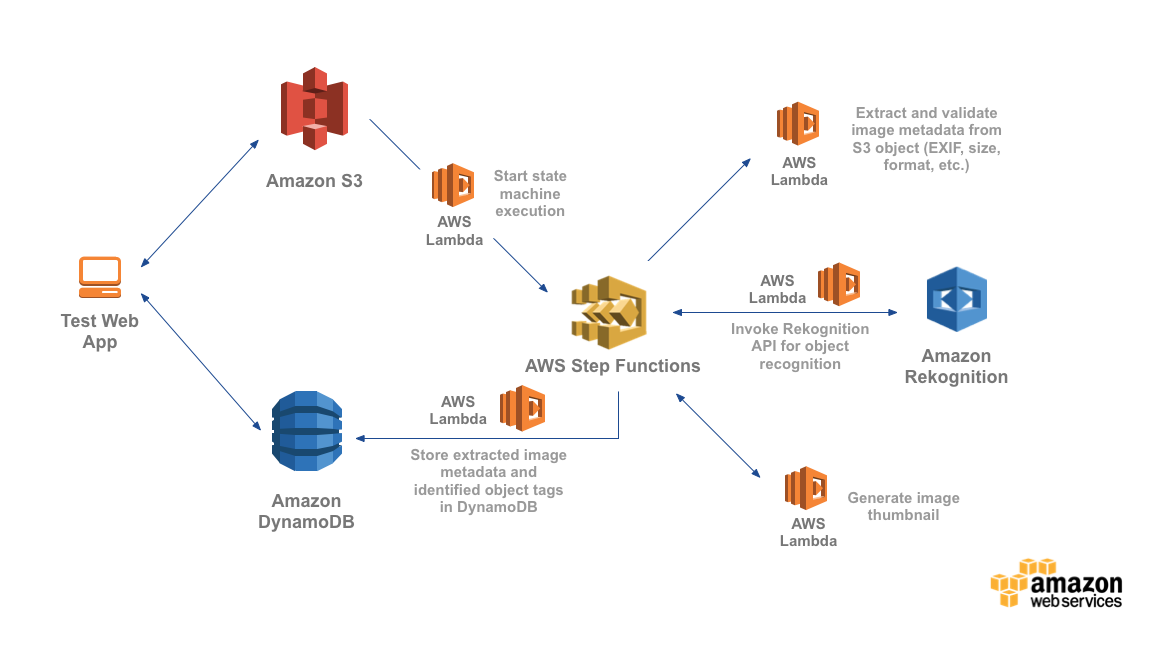 Amazon S3
AWS
Lambda
Start state
machine
execution
AWS
Lambda
Extract and validate
image metadata from
S3 object (EXIF, size,
format, etc.)
Test Web
App
AWS Step Functions
AWS
Lambda
Invoke Rekognition
API for object
recognition
Amazon
Rekognition
AWS
Lambda
Store extracted image
metadata and
identified object tags
in DynamoDB
Amazon
DynamoDB
AWS
Lambda
Generate image
thumbnail
amazon
web services